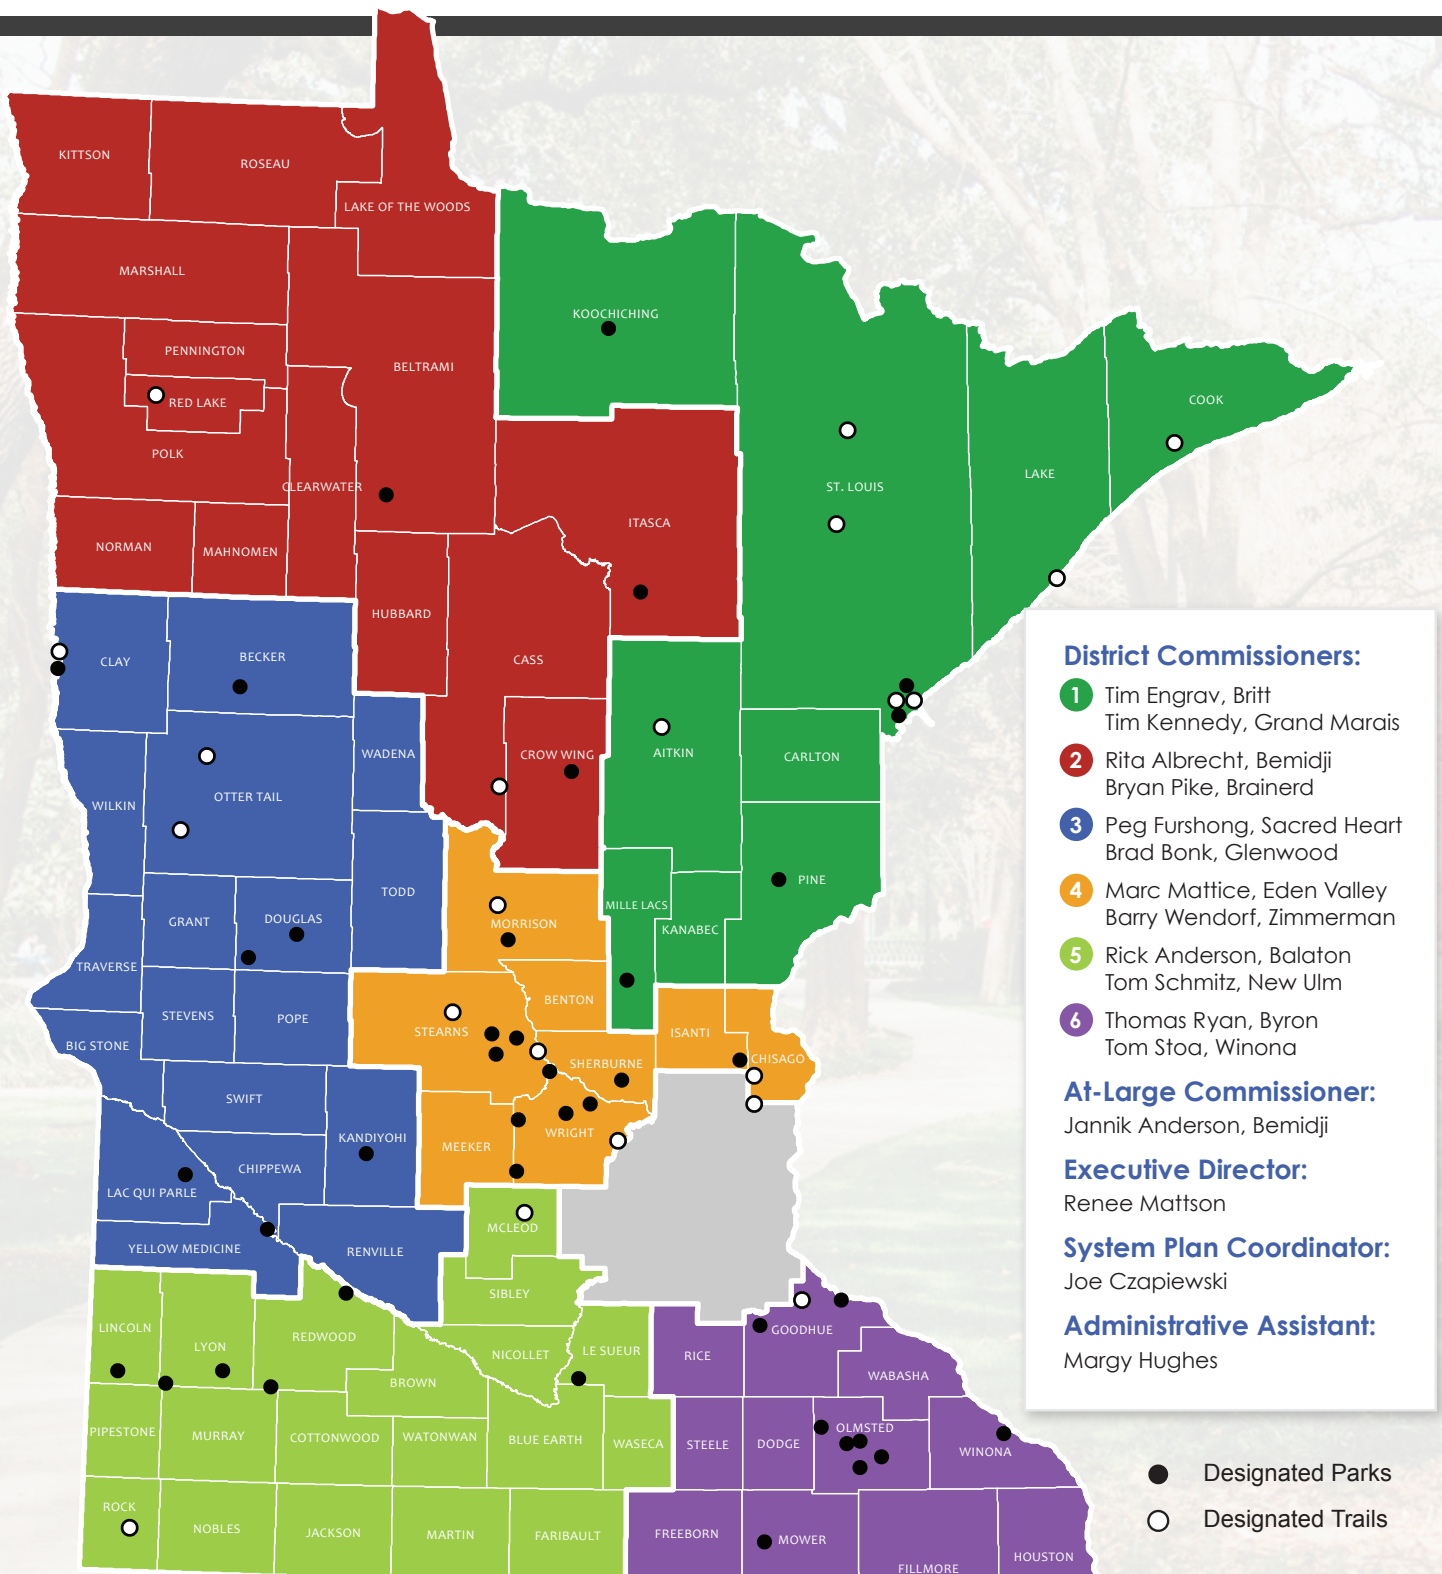 KITTSON
ROSEAU
LAKE OF THE WOODS
MARSHALL
KOOCHICHING
PENNINGTON
BELTRAMI
RED LAKE
COOK
POLK
LAKE
CLEARWATER
ST. LOUIS
ITASCA
NORMAN
MAHNOMEN
HUBBARD
CASS
CLAY
BECKER
WADENA
CROW WING
AITKIN
CARLTON
WILKIN
OTTER TAIL
TODD
PINE
GRANT
DOUGLAS
MILLE LACS
MORRISON
KANABEC
TRAVERSE
BENTON
STEVENS
POPE
STEARNS
ISANTI
BIG STONE
SHERBURNE
CHISAGO
SWIFT
KANDIYOHI
WRIGHT
MEEKER
CHIPPEWA
LAC QUI PARLE
MCLEOD
YELLOW MEDICINE
RENVILLE
SIBLEY
LINCOLN
REDWOOD
LYON
NICOLLET
LE SUEUR
RICE
GOODHUE
WABASHA
BROWN
PIPESTONE
MURRAY
COTTONWOOD
WATONWAN
BLUE EARTH
WASECA
STEELE
DODGE
OLMSTED
WINONA
ROCK
NOBLES
JACKSON
MARTIN
FARIBAULT
FREEBORN
MOWER
FILLMORE
HOUSTON
District Commissioners:
1 Tim Engrav, Britt
Tim Kennedy, Grand Marais
2 Rita Albrecht, Bemidji
Bryan Pike, Brainerd
3 Peg Furshong, Sacred Heart
Brad Bonk, Glenwood
4 Marc Mattice, Eden Valley
Barry Wendorf, Zimmerman
5 Rick Anderson, Balaton
Tom Schmitz, New Ulm
6 Thomas Ryan, Byron
Tom Stoa, Winona
At-Large Commissioner:
Jannik Anderson, Bemidji
Executive Director:
Renee Mattson
System Plan Coordinator:
Joe Czapiewski
Administrative Assistant:
Margy Hughes
Designated Parks
Designated Trails